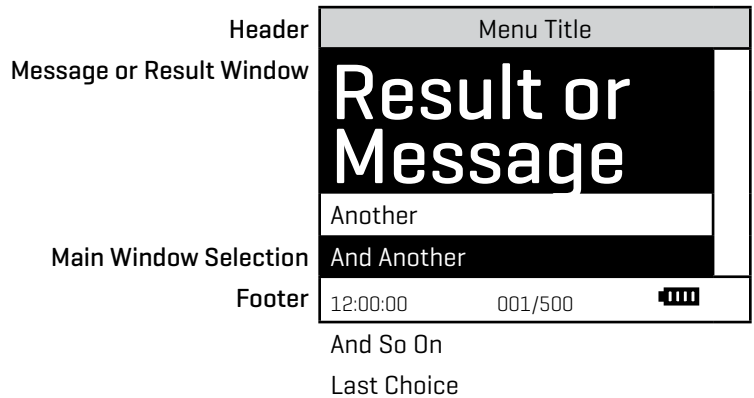 Header
Menu Title
Message or Result Window
Result or
Message
Another
Main Window Selection
And Another
Footer
12:00:00 001/500
And So On
Last Choice